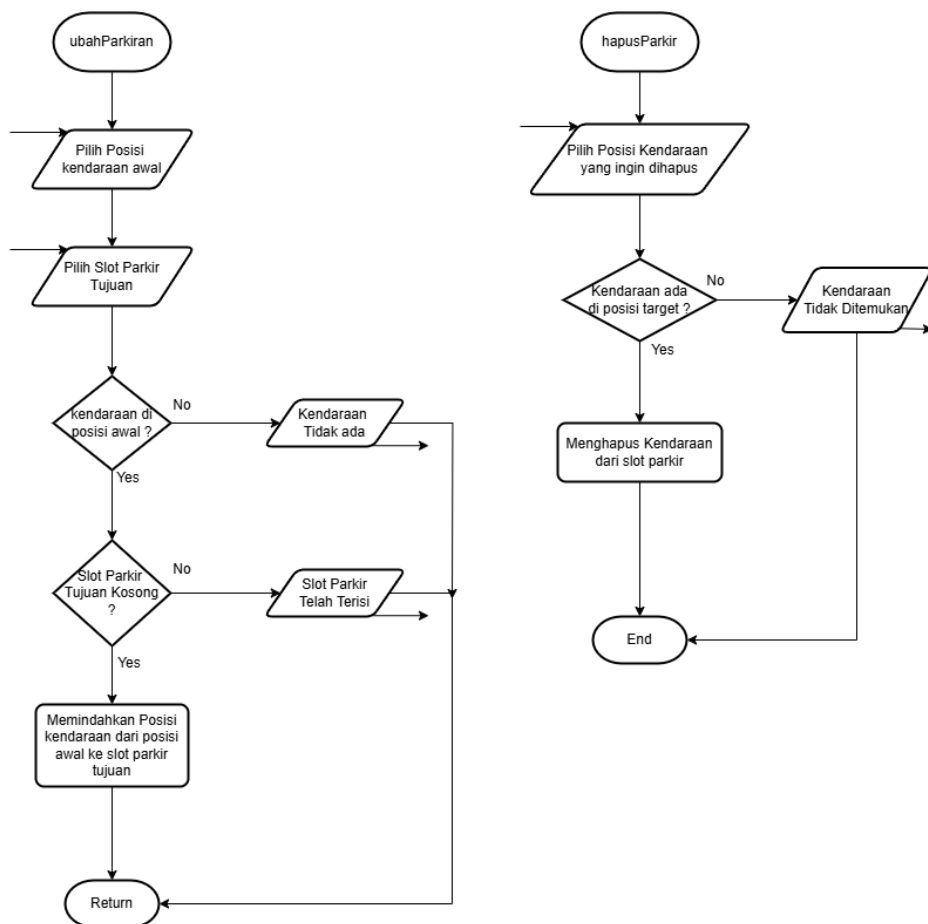 ubahParkiran
Pilih Posisi
kendaraan awal
Pilih Slot Parkir
Tujuan
kendaraan di
posisi awal ?
No
Kendaraan
Tidak ada
Yes
Slot Parkir
Tujuan Kosong
?
No
Slot Parkir
Telah Terisi
Yes
Memindahkan Posisi
kendaraan dari posisi
awal ke slot parkir
tujuan
Return
hapusParkir
Pilih Posisi Kendaraan
yang ingin dihapus
Kendaraan ada
di posisi target ?
No
Kendaraan
Tidak Ditemukan
Yes
Menghapus Kendaraan
dari slot parkir
End